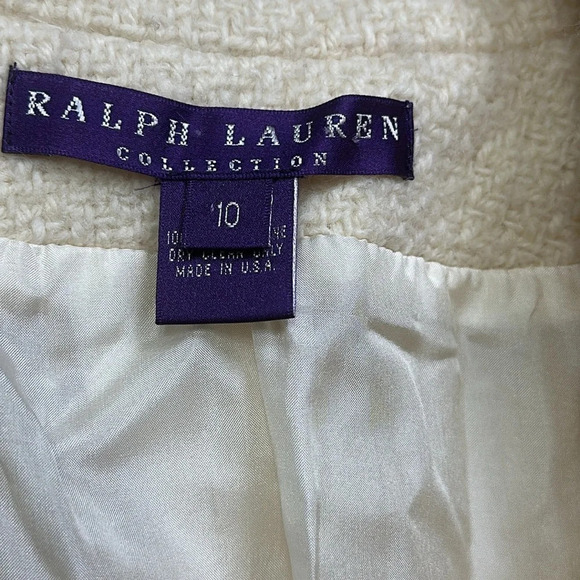 RALPH LAUREN
COLLECTION
10
DRY CLEAN ONLY
MADE IN U.S.A.